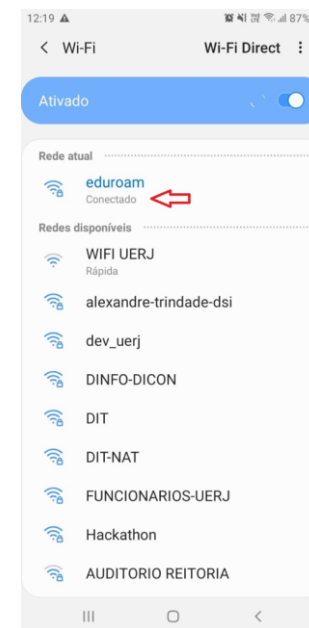 12:19 87%
Wi-Fi Wi-Fi Direct
Ativado
Rede atual
eduroam
Conectado
Redes disponíveis
WIFI UERJ
Rápida
alexandre-trindade-dsi
dev_uerj
DINFO-DICON
DIT
DIT-NAT
FUNCIONARIOS-UERJ
Hackathon
AUDITORIO REITORIA